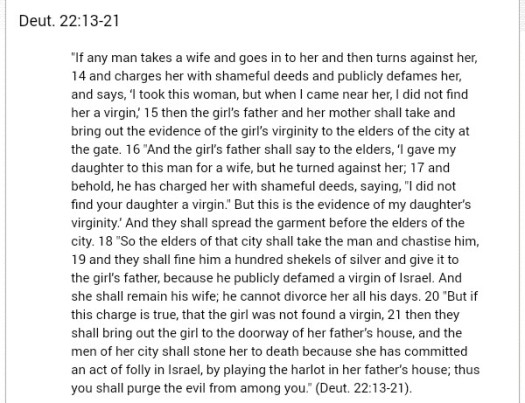 Deut. 22:13-21
"If any man takes a wife and goes in to her and then turns against her,
14 and charges her with shameful deeds and publicly defames her,
and says, ‘I took this woman, but when I came near her, I did not find
her a virgin,’ 15 then the girl’s father and her mother shall take and
bring out the evidence of the girl’s virginity to the elders of the city at
the gate. 16 "And the girl’s father shall say to the elders, ‘I gave my
daughter to this man for a wife, but he turned against her; 17 and
behold, he has charged her with shameful deeds, saying, "I did not
find your daughter a virgin." But this is the evidence of my daughter’s
virginity.’ And they shall spread the garment before the elders of the
city. 18 "So the elders of that city shall take the man and chastise him,
19 and they shall fine him a hundred shekels of silver and give it to
the girl’s father, because he publicly defamed a virgin of Israel. And
she shall remain his wife; he cannot divorce her all his days. 20 "But if
this charge is true, that the girl was not found a virgin, 21 then they
shall bring out the girl to the doorway of her father’s house, and the
men of her city shall stone her to death because she has committed
an act of folly in Israel, by playing the harlot in her father’s house; thus
you shall purge the evil from among you." (Deut. 22:13-21).